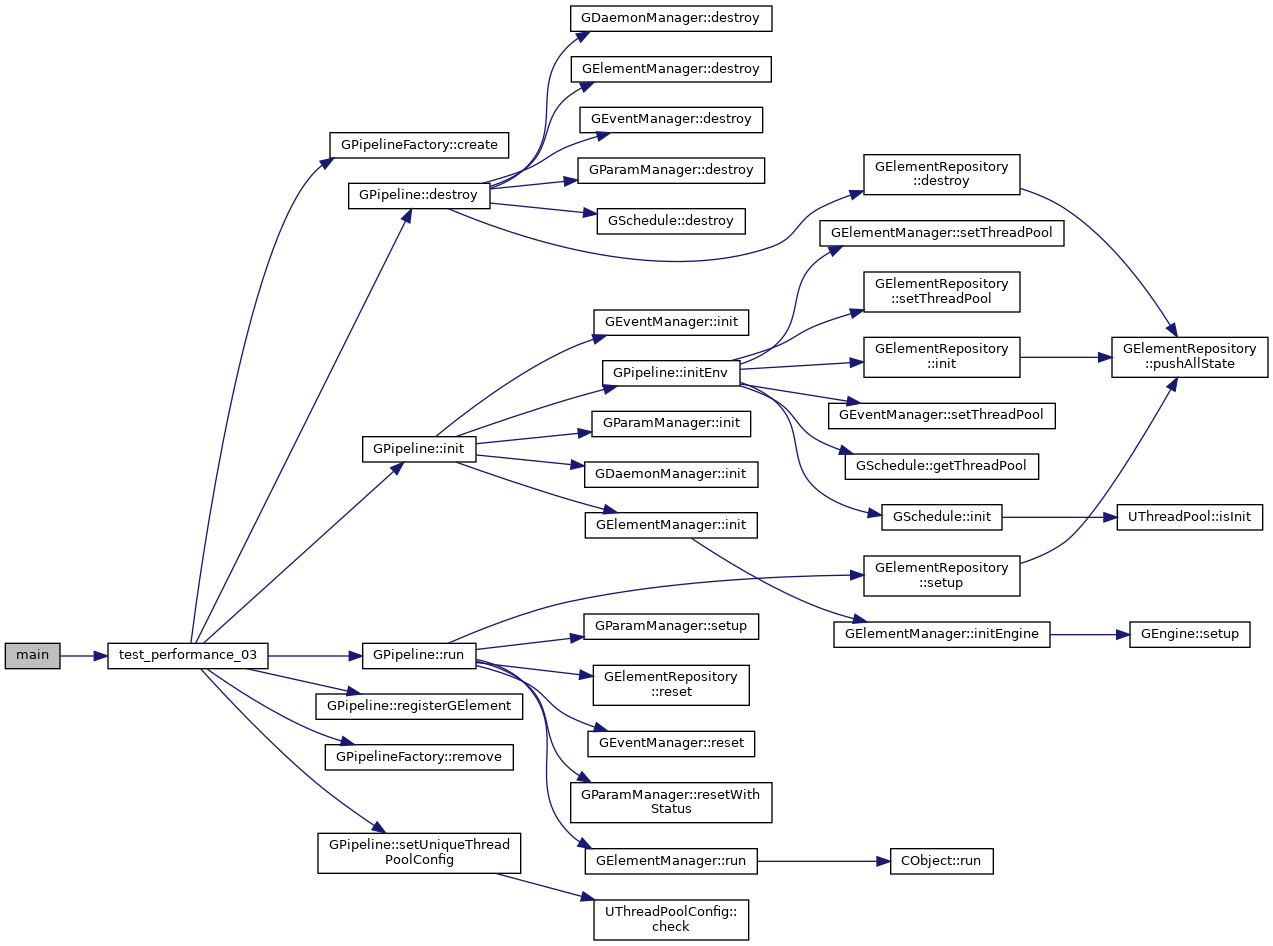 main
test_performance_03
GPipelineFactory::create
GPipeline::destroy
GDaemonManager::destroy
GElementManager::destroy
GEventManager::destroy
GParamManager::destroy
GSchedule::destroy
GElementRepository
::destroy
GElementRepository
::pushAllState
GPipeline::init
GEventManager::init
GPipeline::initEnv
GElementManager::setThreadPool
GElementRepository
::setThreadPool
GElementRepository
::init
GEventManager::setThreadPool
GSchedule::getThreadPool
GSchedule::init
UThreadPool::isInit
GParamManager::init
GDaemonManager::init
GElementManager::init
GElementManager::initEngine
GEngine::setup
GPipeline::run
GElementRepository
::setup
GParamManager::setup
GElementRepository
::reset
GEventManager::reset
GParamManager::resetWith
Status
GElementManager::run
CObject::run
GPipeline::registerGElement
GPipelineFactory::remove
GPipeline::setUniqueThread
PoolConfig
UThreadPoolConfig::
check